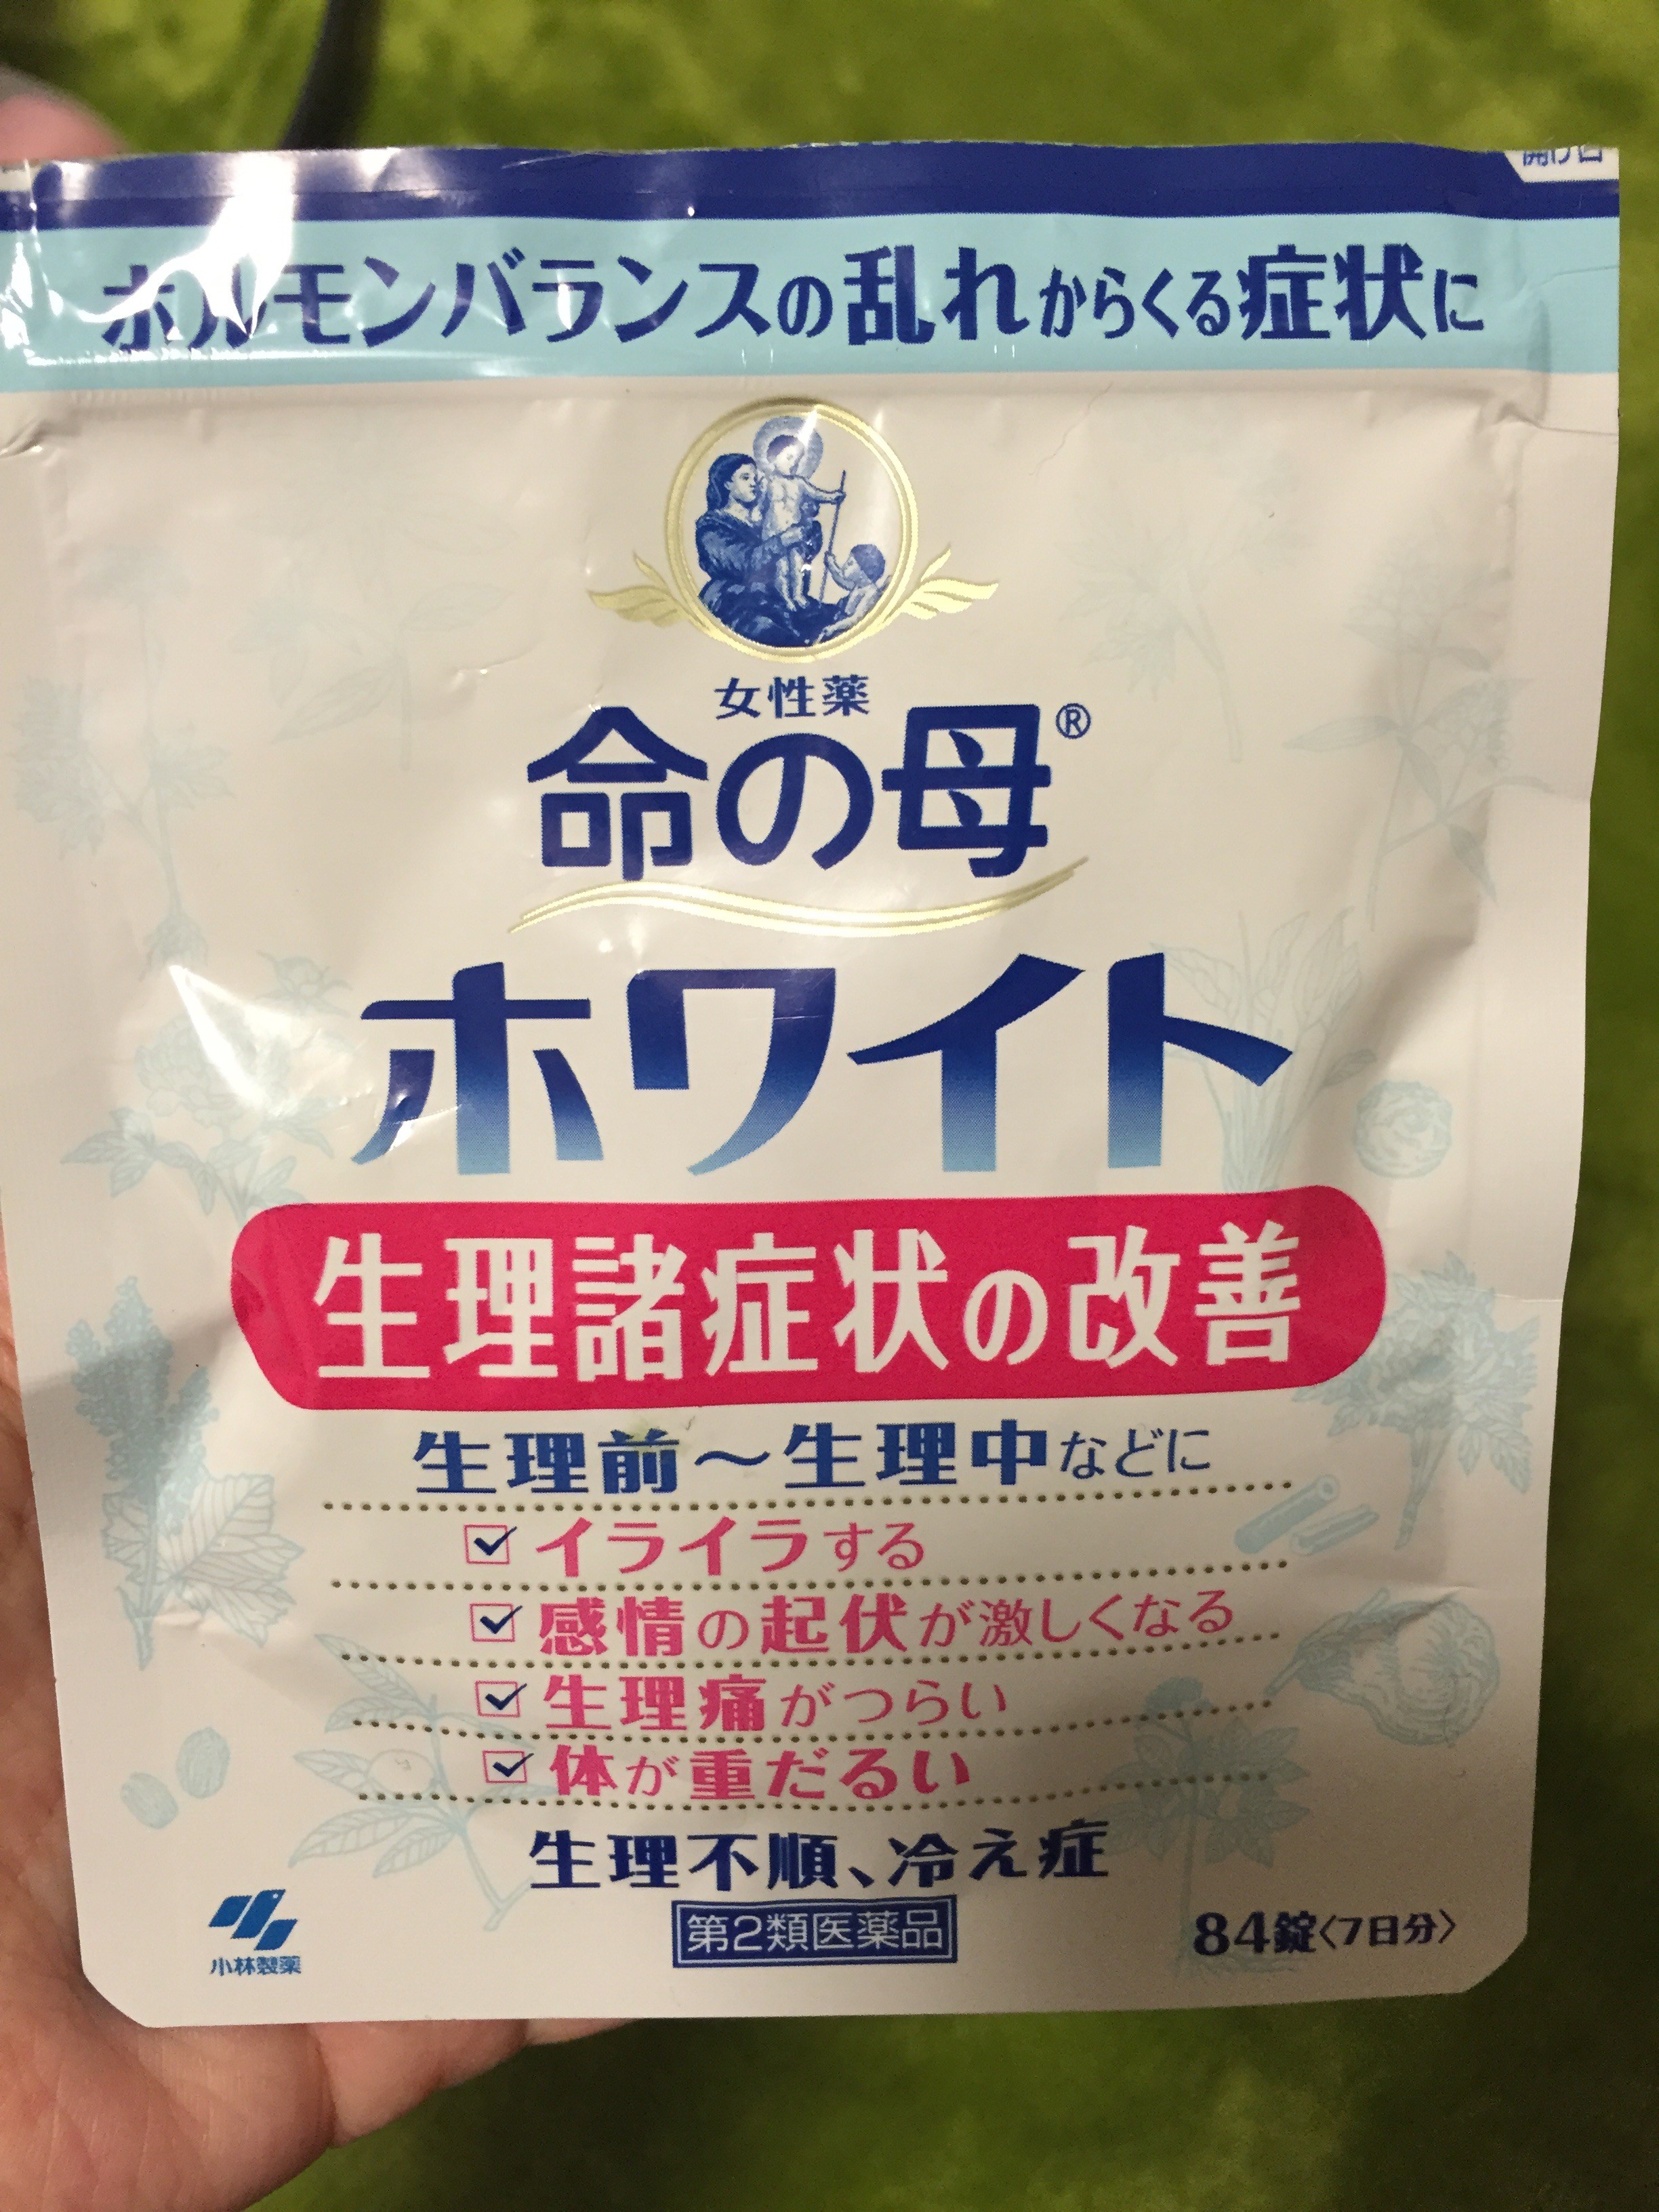 開け口
ホルモンバランスの乱れからくる症状に
女性薬
命の母®
ホワイト
生理諸症状の改善
生理前～生理中などに
イライラする
感情の起伏が激しくなる
生理痛がつらい
体が重だるい
生理不順、冷え症
第2類医薬品
小林製薬
84錠〈7日分〉